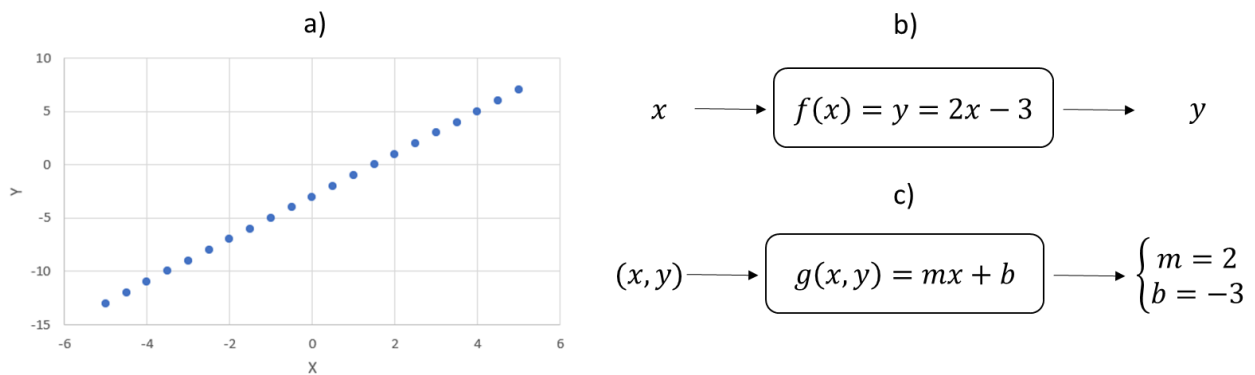 a)
10
5
0
-5
-10
-15
Y
-6 -4 -2 0 2 4 6
X
b)
x f(x) = y = 2x − 3 y
c)
(x, y) g(x, y) = mx + b { m = 2
b = −3